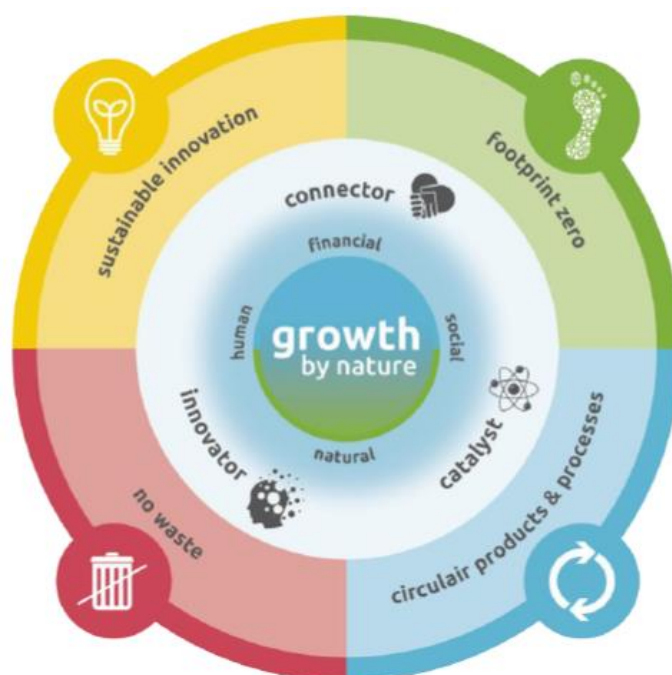 sustainable innovation
footprint zero
connector
financial
human
social
growth
by nature
natural
innovator
catalyst
no waste
circulair products & processes